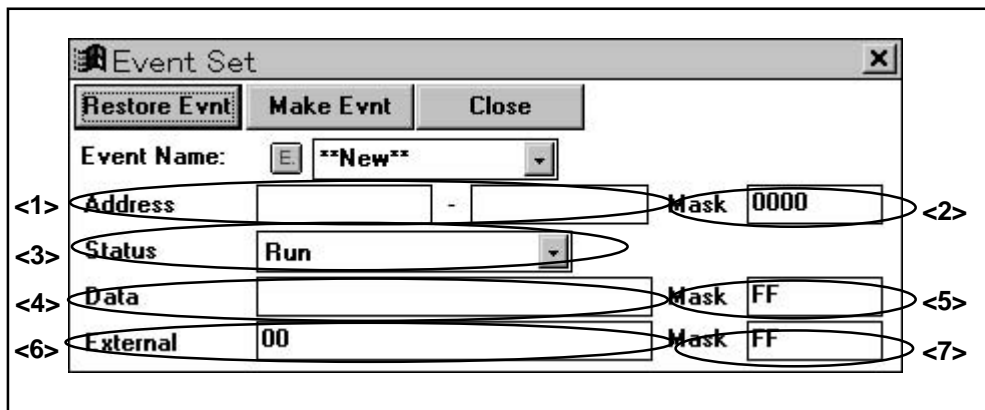 Event Set
Restore Evnt Make Evnt Close
Event Name: E. **New**
<1> Address - Mask 0000 <2>
<3> Status Run
<4> Data Mask FF <5>
<6> External 00 Mask FF <7>